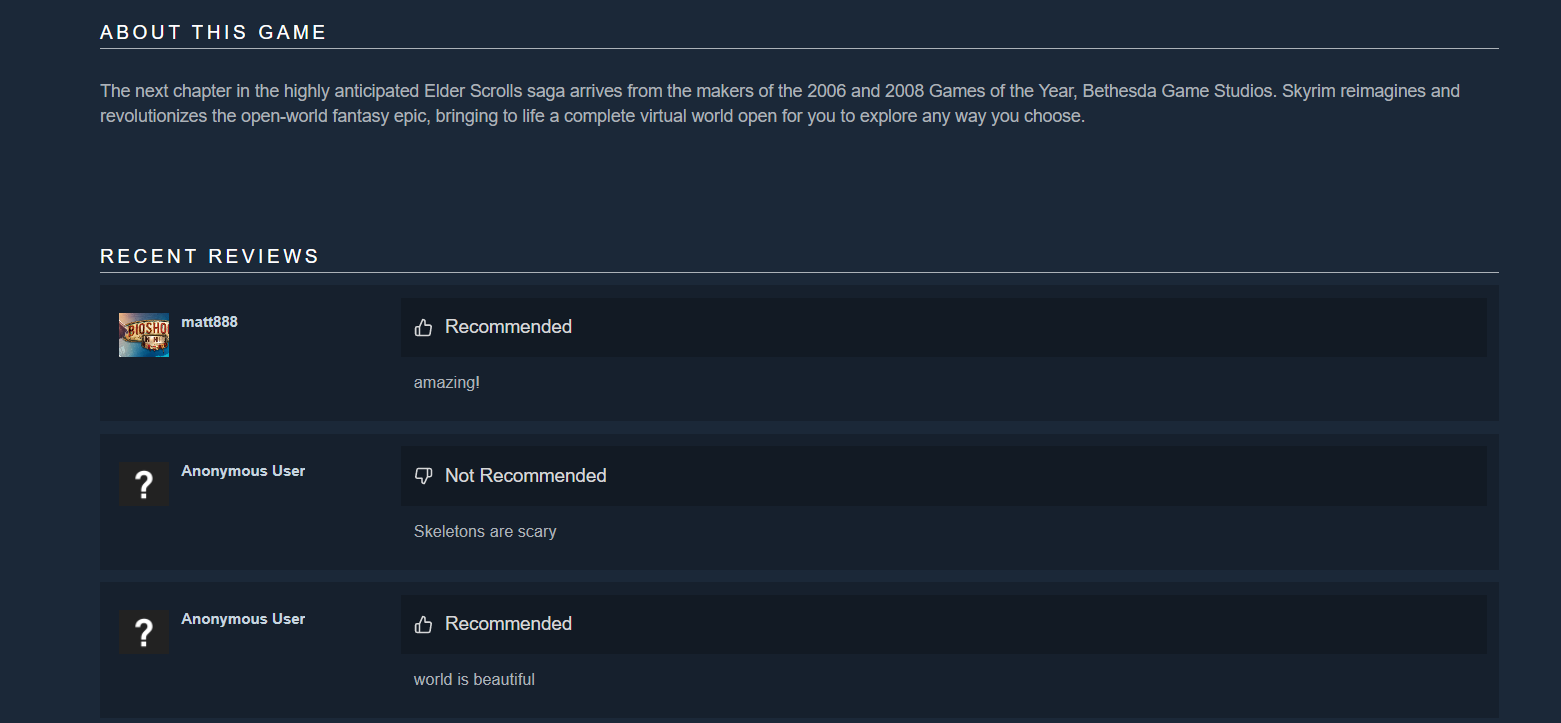 ABOUT THIS GAME
The next chapter in the highly anticipated Elder Scrolls saga arrives from the makers of the 2006 and 2008 Games of the Year, Bethesda Game Studios. Skyrim reimagines and
revolutionizes the open-world fantasy epic, bringing to life a complete virtual world open for you to explore any way you choose.
RECENT REVIEWS
BIOSHO
matt888
Recommended
amazing!
?
Anonymous User
Not Recommended
Skeletons are scary
?
Anonymous User
Recommended
world is beautiful